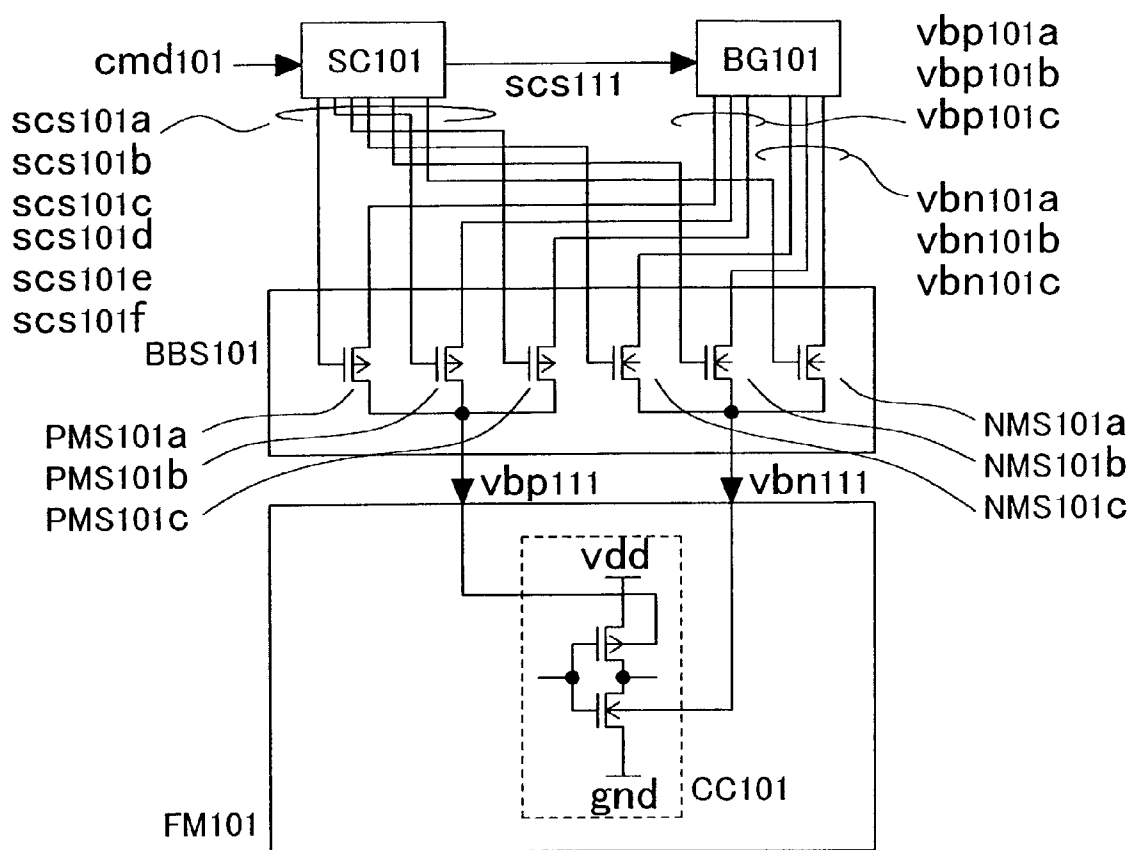 cmd101
SC101
scs111
BG101
vbp101a
vbp101b
vbp101c
scs101a
scs101b
scs101c
scs101d
scs101e
scs101f
vbn101a
vbn101b
vbn101c
BBS101
PMS101a
PMS101b
PMS101c
NMS101a
NMS101b
NMS101c
vbp111
vbn111
vdd
gnd
CC101
FM101